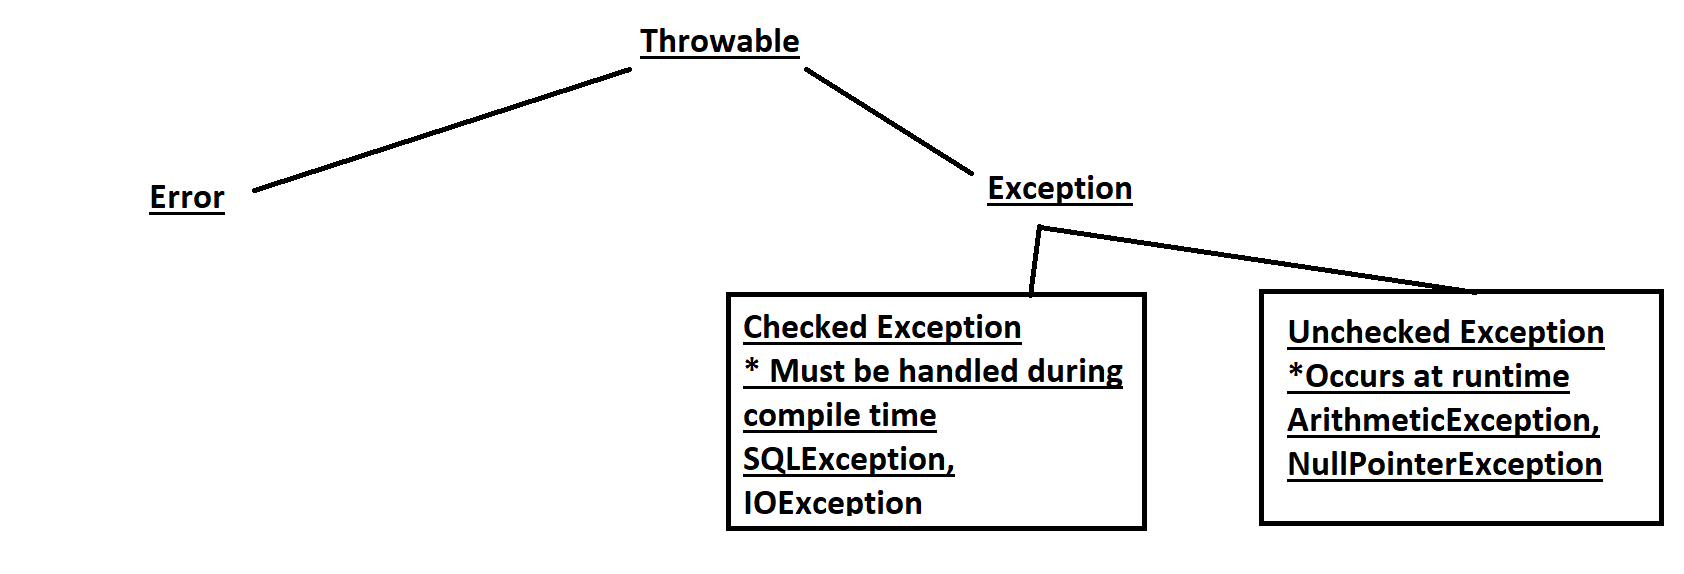 Throwable
Error
Exception
Checked Exception
* Must be handled during
compile time
SQLException,
IOException
Unchecked Exception
*Occurs at runtime
ArithmeticException,
NullPointerException